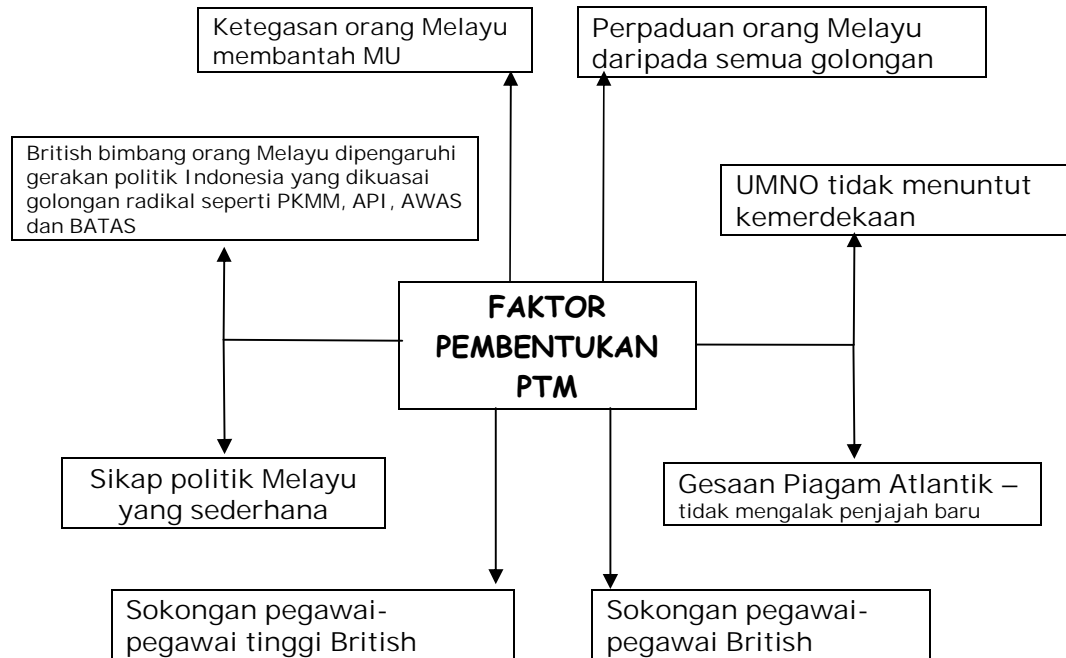 Ketegasan orang Melayu
membantah MU
Perpaduan orang Melayu
daripada semua golongan
British bimbang orang Melayu dipengaruhi
gerakan politik Indonesia yang dikuasai
golongan radikal seperti PKMM, API, AWAS
dan BATAS
UMNO tidak menuntut
kemerdekaan
FAKTOR
PEMBENTUKAN
PTM
Sikap politik Melayu
yang sederhana
Gesaan Piagam Atlantik –
tidak mengalak penjajah baru
Sokongan pegawai-
pegawai tinggi British
Sokongan pegawai-
pegawai British